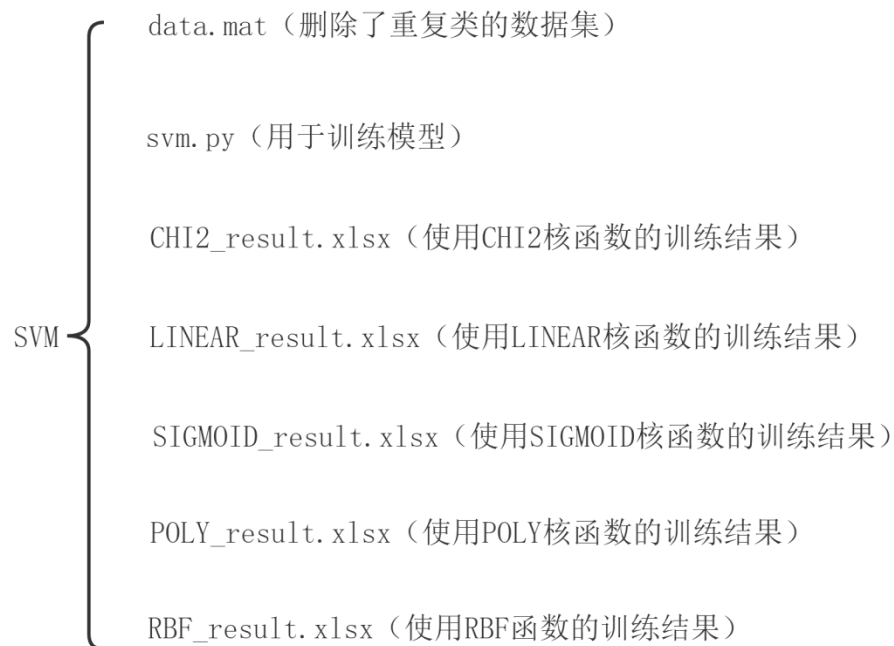 data.mat（删除了重复类的数据集）
svm.py（用于训练模型）
CHI2_result.xlsx（使用CHI2核函数的训练结果）
SVM
LINEAR_result.xlsx（使用LINEAR核函数的训练结果）
SIGMOID_result.xlsx（使用SIGMOID核函数的训练结果）
POLY_result.xlsx（使用POLY核函数的训练结果）
RBF_result.xlsx（使用RBF函数的训练结果）